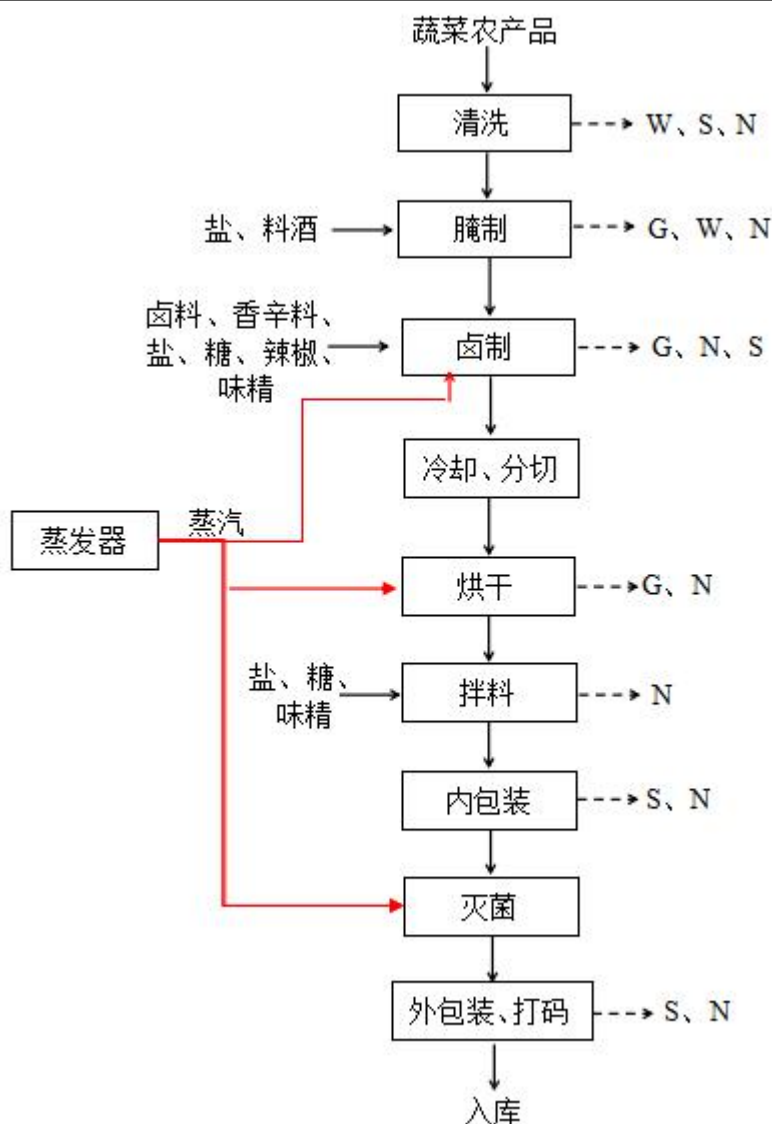 蔬菜农产品
清洗
W、S、N
盐、料酒
腌制
G、W、N
卤料、香辛料、
盐、糖、辣椒、
味精
卤制
G、N、S
冷却、分切
蒸发器
蒸汽
烘干
G、N
盐、糖、
味精
拌料
N
内包装
S、N
灭菌
外包装、打码
S、N
入库